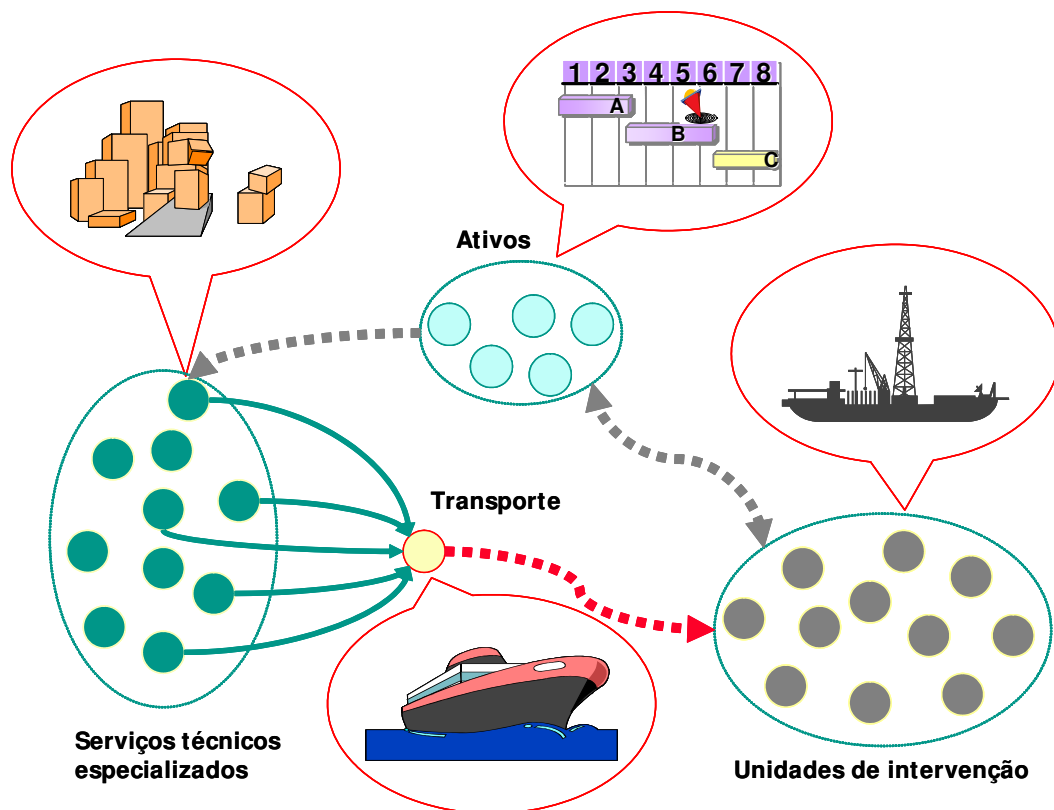 1 2 3 4 5 6 7 8
A
B
C
Ativos
Transporte
Serviços técnicos
especializados
Unidades de intervenção